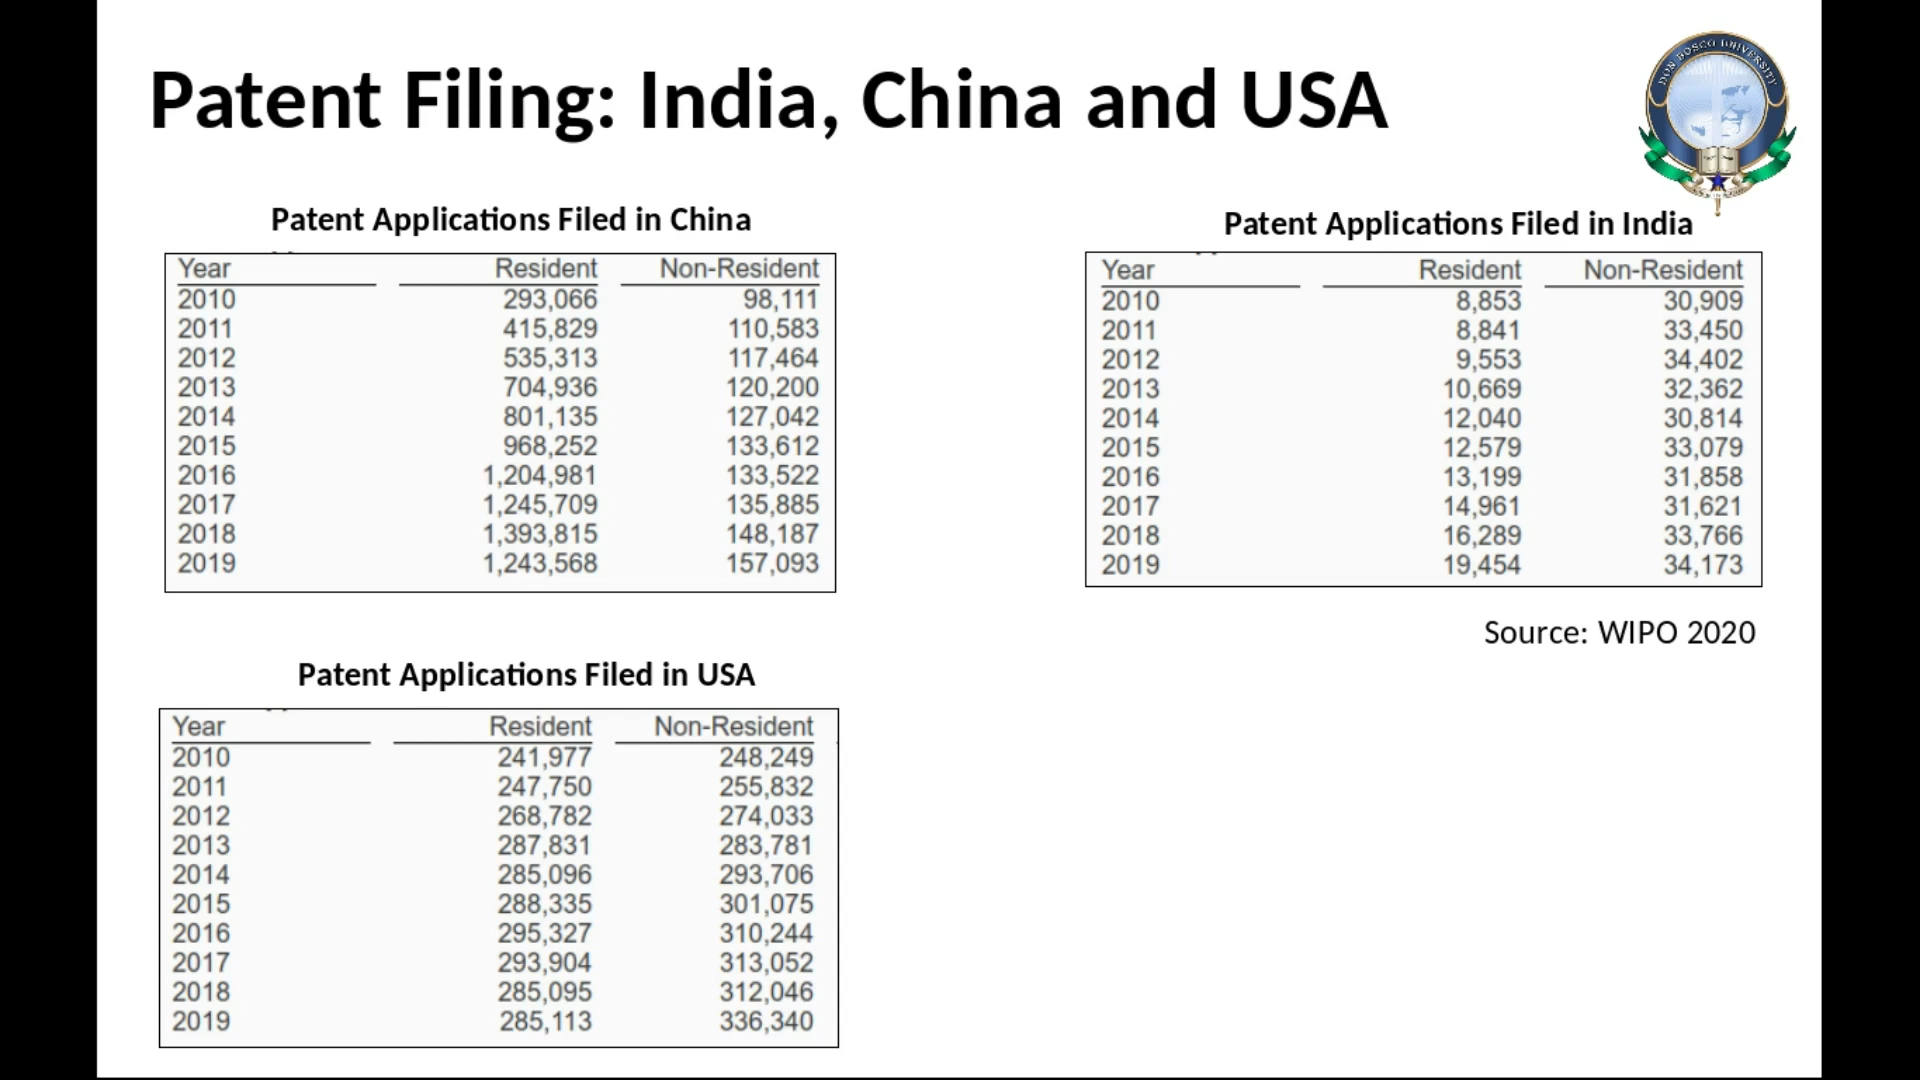 Patent Filing: India, China and USA
DON BOSCO UNIVERSITY
Patent Applications Filed in China
Year Resident Non-Resident
2010 293,066 98,111
2011 415,829 110,583
2012 535,313 117,464
2013 704,936 120,200
2014 801,135 127,042
2015 968,252 133,612
2016 1,204,981 133,522
2017 1,245,709 135,885
2018 1,393,815 148,187
2019 1,243,568 157,093
Patent Applications Filed in India
Year Resident Non-Resident
2010 8,853 30,909
2011 8,841 33,450
2012 9,553 34,402
2013 10,669 32,362
2014 12,040 30,814
2015 12,579 33,079
2016 13,199 31,858
2017 14,961 31,621
2018 16,289 33,766
2019 19,454 34,173
Source: WIPO 2020
Patent Applications Filed in USA
Year Resident Non-Resident
2010 241,977 248,249
2011 247,750 255,832
2012 268,782 274,033
2013 287,831 283,781
2014 285,096 293,706
2015 288,335 301,075
2016 295,327 310,244
2017 293,904 313,052
2018 285,095 312,046
2019 285,113 336,340